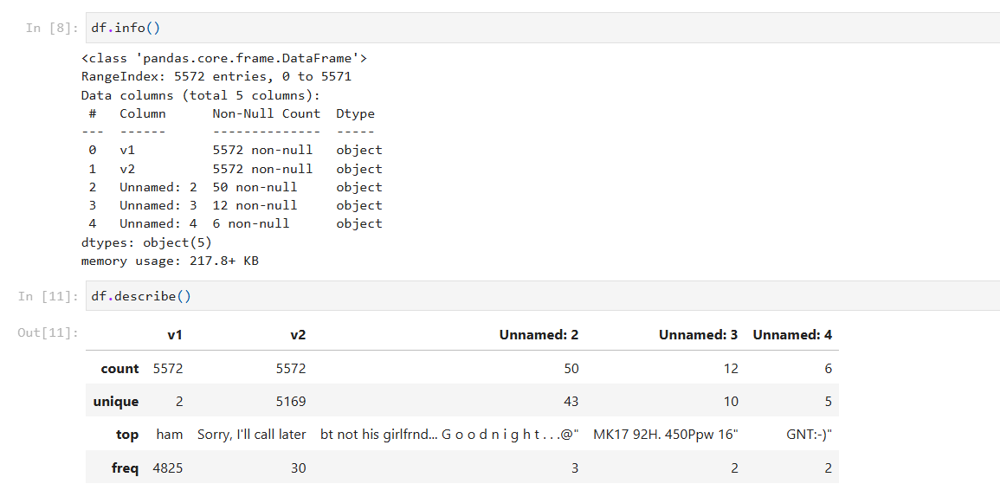 In [8]: df.info()
<class 'pandas.core.frame.DataFrame'>
RangeIndex: 5572 entries, 0 to 5571
Data columns (total 5 columns):
 #   Column      Non-Null Count  Dtype
---  ------      --------------  -----
 0   v1          5572 non-null   object
 1   v2          5572 non-null   object
 2   Unnamed: 2  50 non-null     object
 3   Unnamed: 3  12 non-null     object
 4   Unnamed: 4  6 non-null      object
dtypes: object(5)
memory usage: 217.8+ KB
In [11]: df.describe()
Out[11]:
v1 v2 Unnamed: 2 Unnamed: 3 Unnamed: 4
count 5572 5572 50 12 6
unique 2 5169 43 10 5
top ham Sorry, I'll call later bt not his girlfrnd... G o o d n i g h t . . .@" MK17 92H. 450Ppw 16" GNT:-)"
freq 4825 30 3 2 2